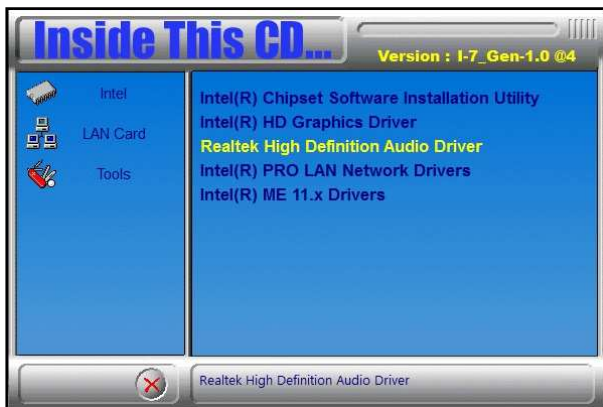 Inside This CD...
Version : I-7_Gen-1.0 @4
Intel
LAN Card
Tools
Intel(R) Chipset Software Installation Utility
Intel(R) HD Graphics Driver
Realtek High Definition Audio Driver
Intel(R) PRO LAN Network Drivers
Intel(R) ME 11.x Drivers
Realtek High Definition Audio Driver